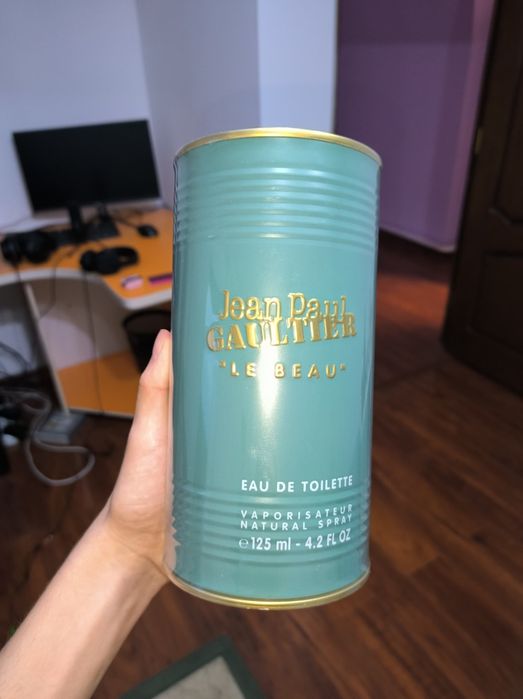 Jean Paul
GAULTIER
"LE BEAU"
EAU DE TOILETTE
VAPORISATEUR
NATURAL SPRAY
℮125 ml - 4.2 FL OZ